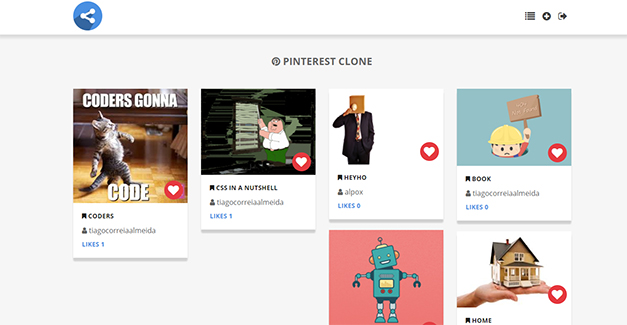 PINTEREST CLONE
CODERS GONNA
CODE
CODERS
tiagocorreiaalmeida
LIKES 1
CSS IN A NUTSHELL
tiagocorreiaalmeida
LIKES 1
HEYHO
alpox
LIKES 0
BOOK
tiagocorreiaalmeida
LIKES 0
HOME